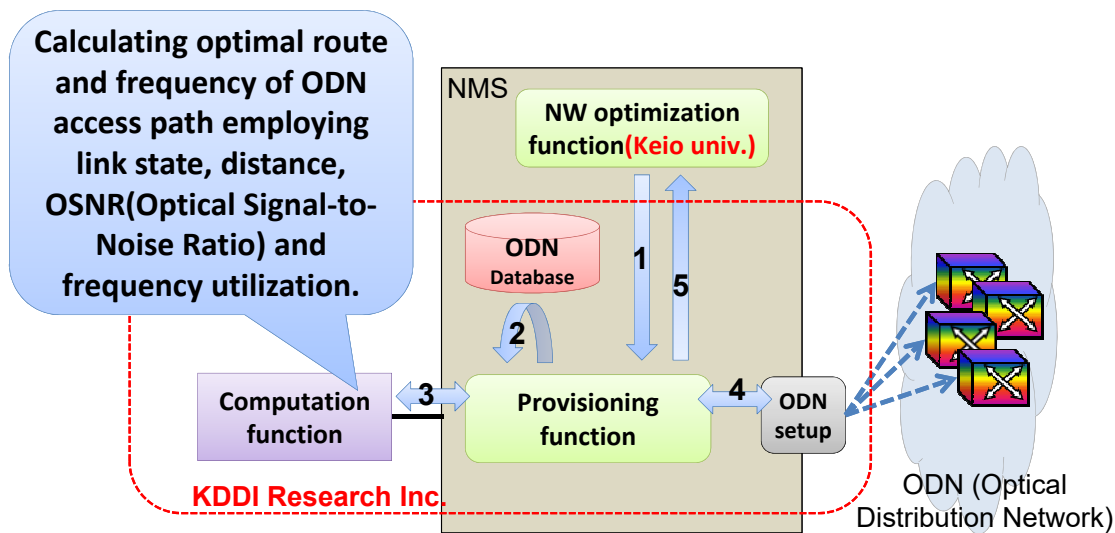 Calculating optimal route
and frequency of ODN
access path employing
link state, distance,
OSNR(Optical Signal-to-
Noise Ratio) and
frequency utilization.
NMS
NW optimization
function(Keio univ.)
ODN
Database
1
5
2
Computation
function
3
Provisioning
function
4
ODN
setup
KDDI Research Inc.
ODN (Optical
Distribution Network)